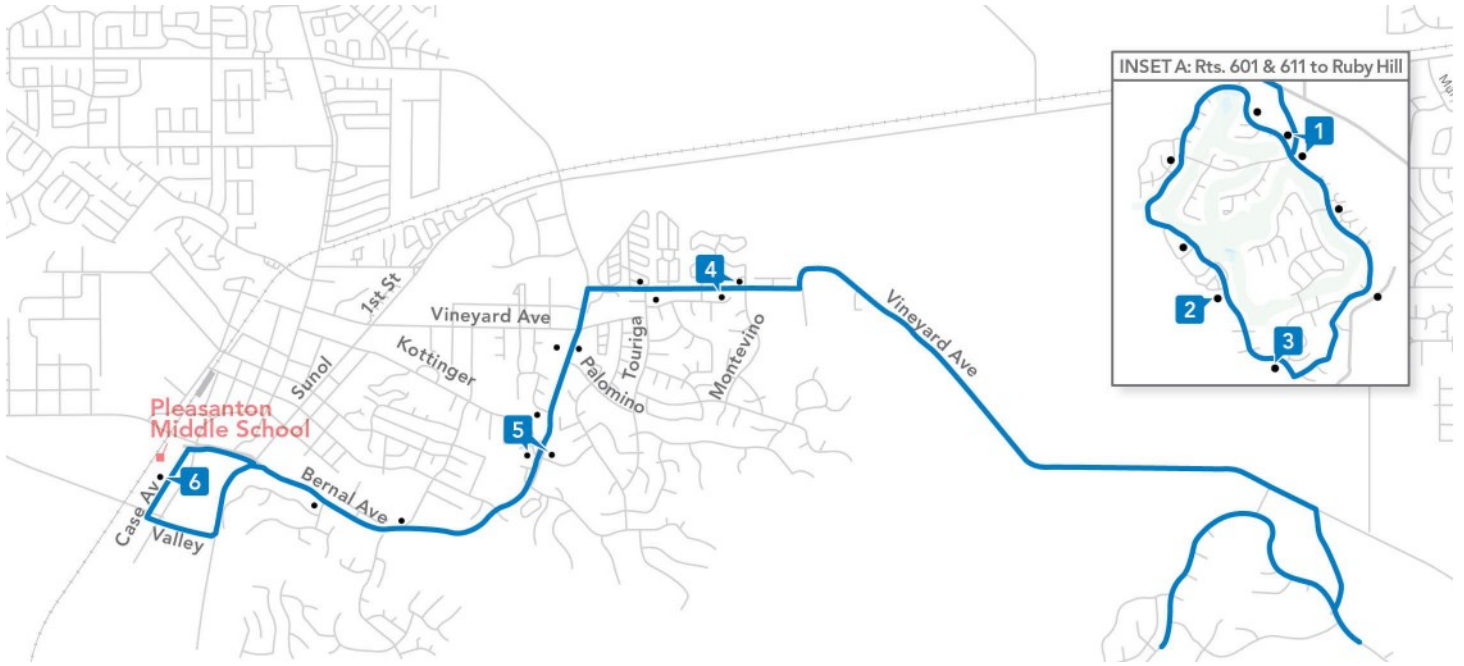 INSET A: Rts. 601 & 611 to Ruby Hill
1
2
3
4
1st St
Vineyard Ave
Vineyard Ave
Kottinger
Touriga
Montevino
Palomino
Sunol
Pleasanton
Middle School
5
6
Bernal Ave
Case Av
Valley